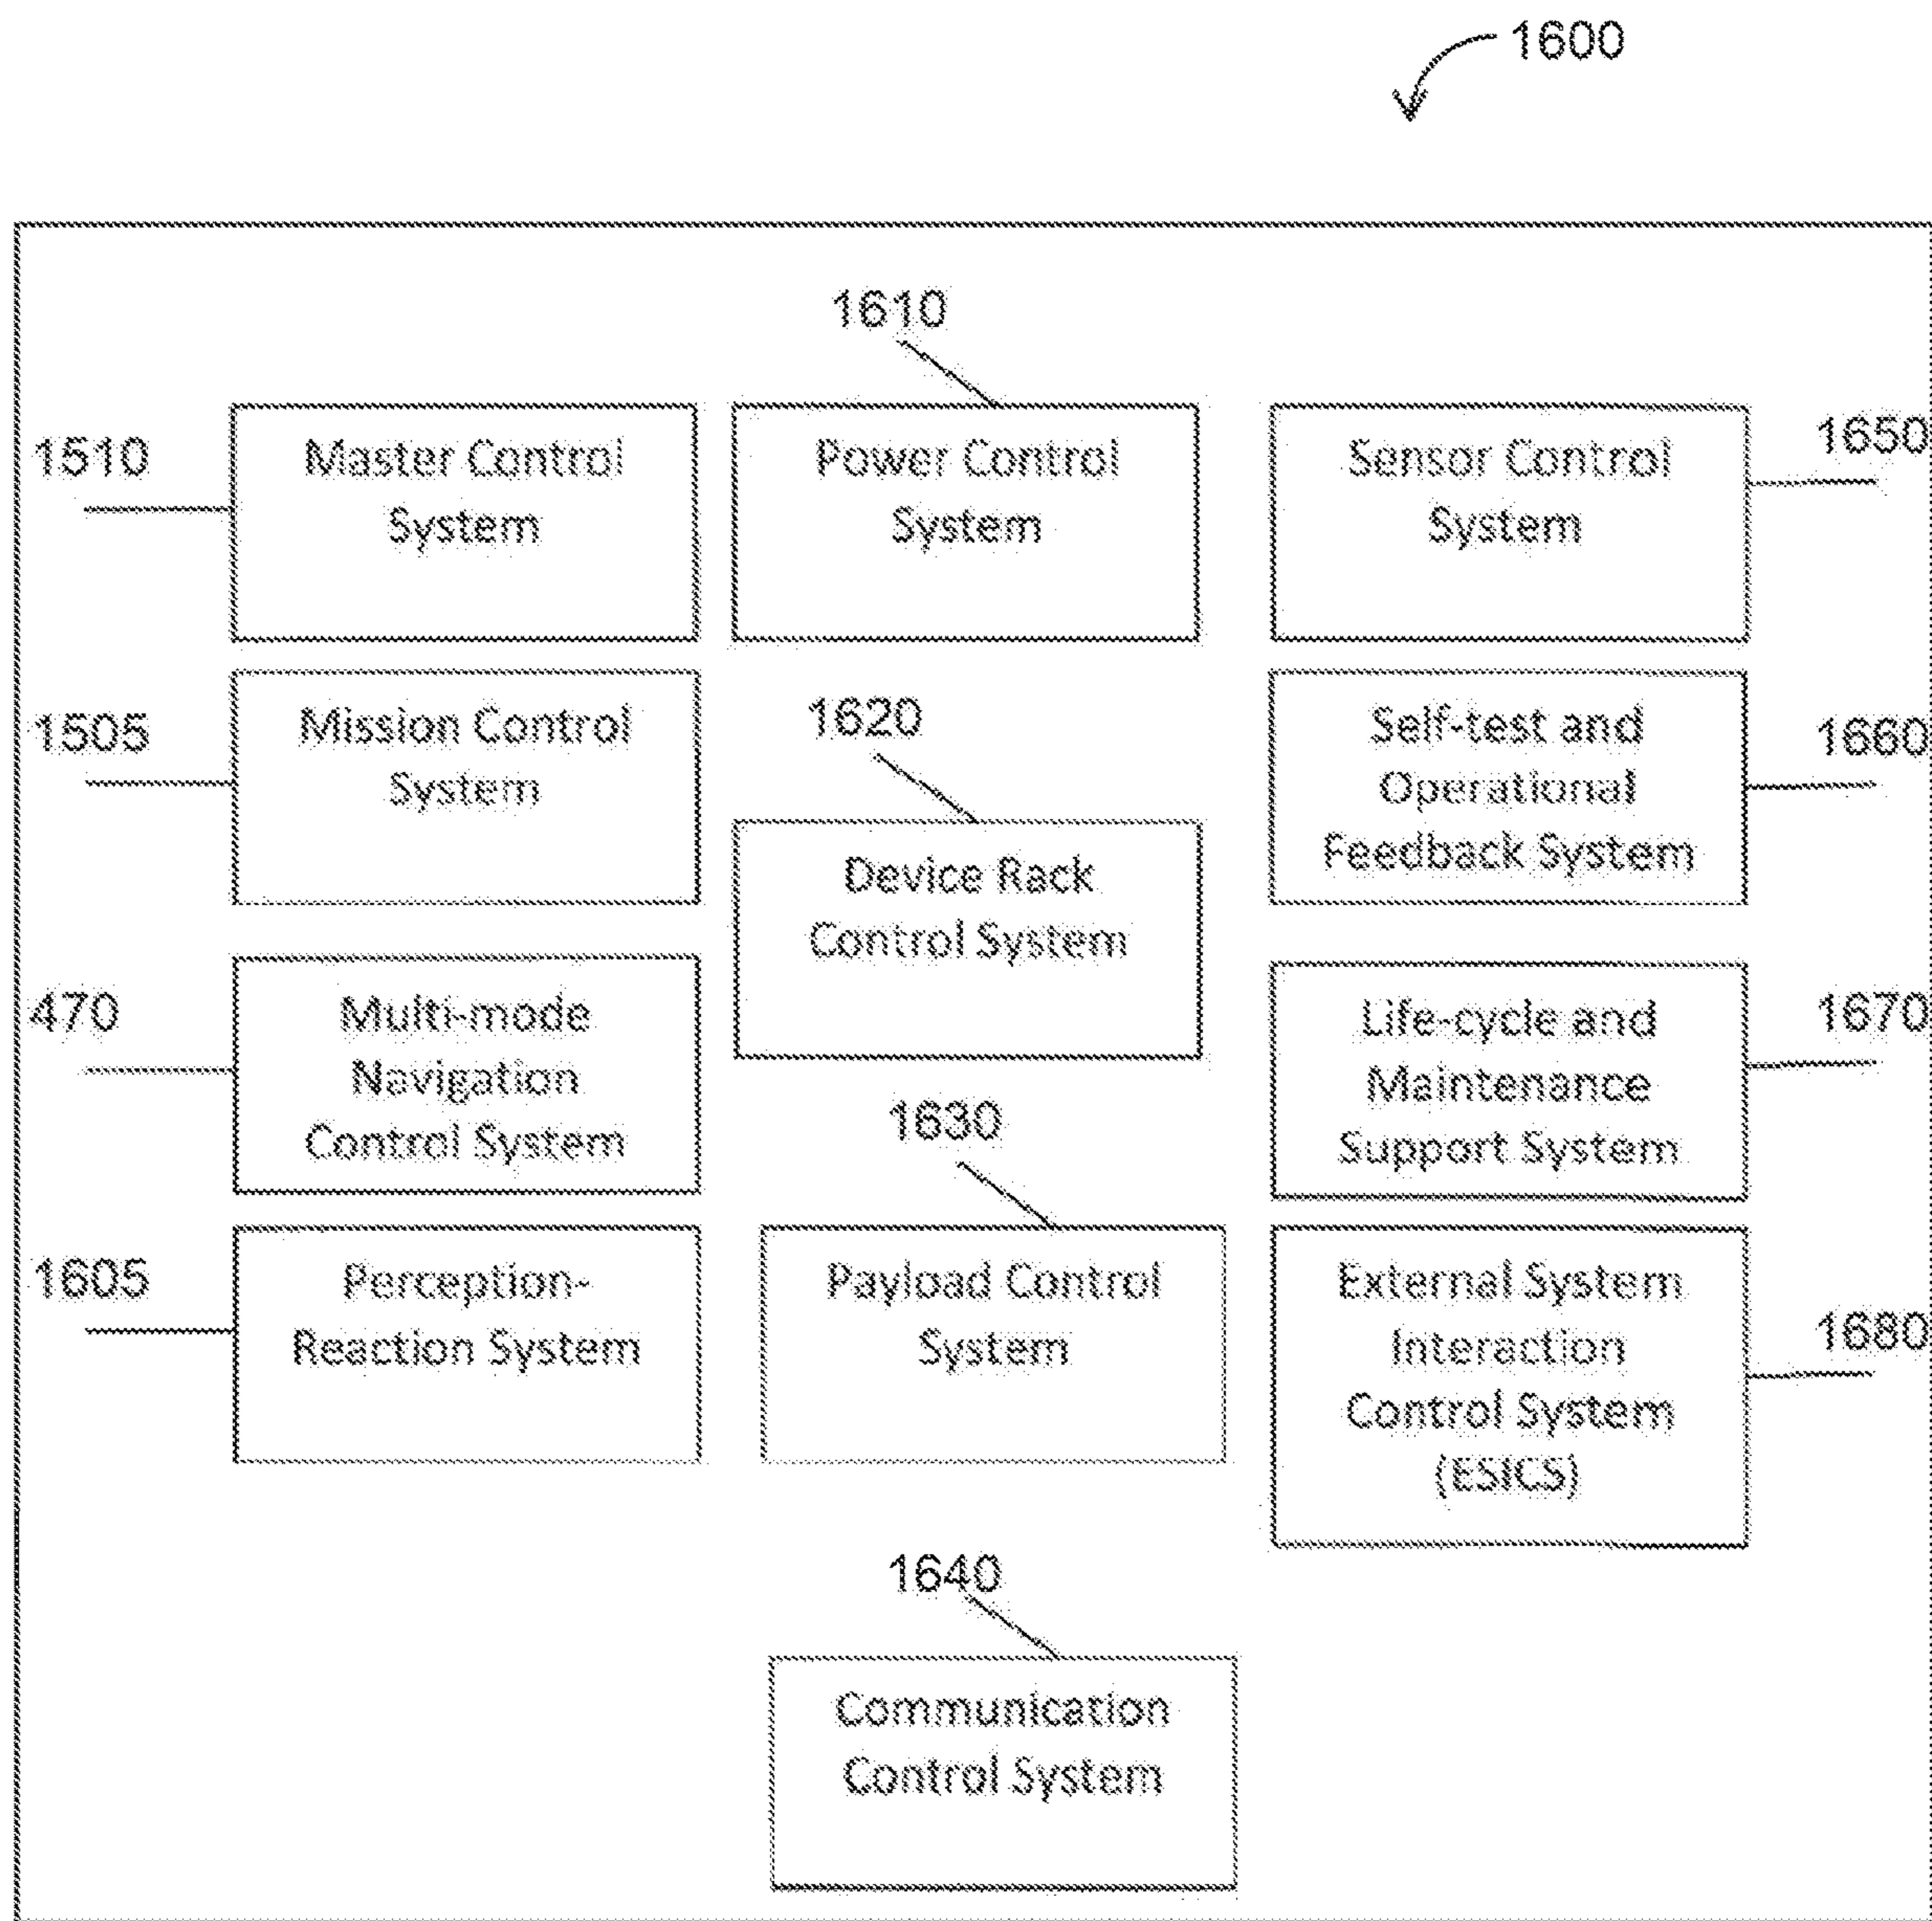 1600
1610
1510
Master Control
System
Power Control
System
Sensor Control
System
1650
1505
Mission Control
System
1620
Device Rack
Control System
Self-test and
Operational
Feedback System
1660
470
Multi-mode
Navigation
Control System
1630
Life-cycle and
Maintenance
Support System
1670
1605
Perception-
Reaction System
Payload Control
System
External System
Interaction
Control System
(ESICS)
1680
1640
Communication
Control System